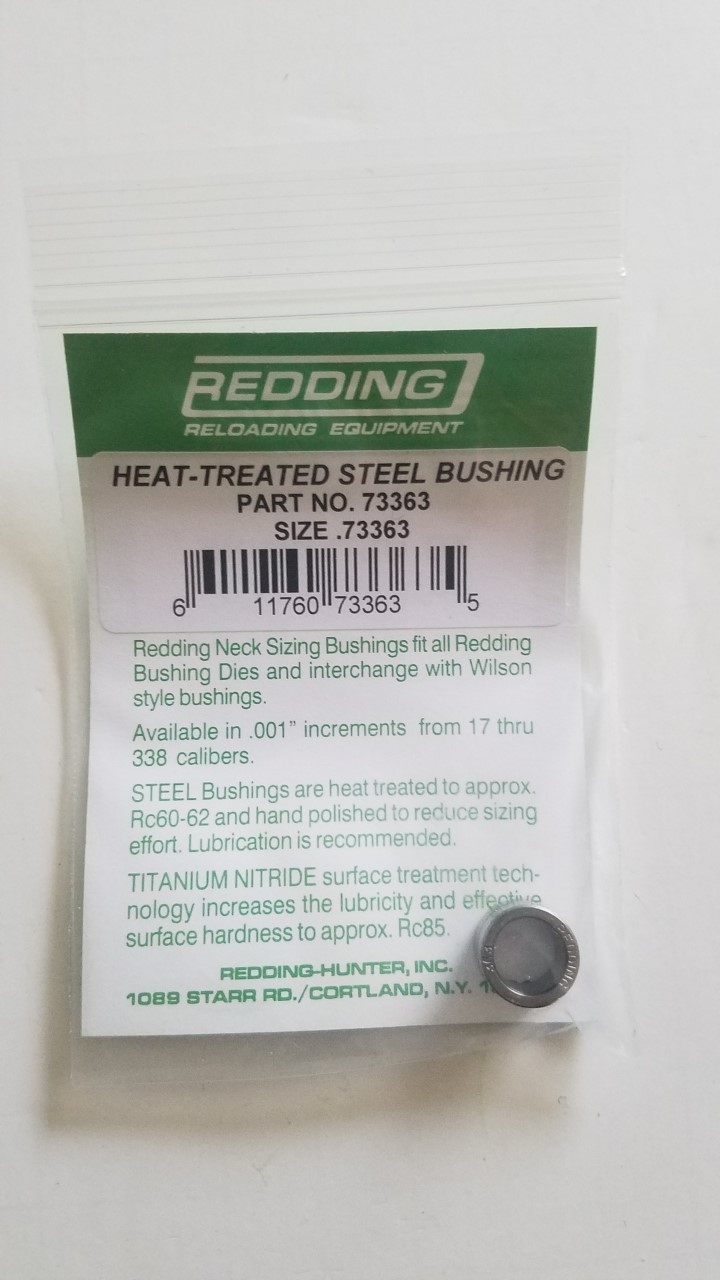 REDDING
RELOADING EQUIPMENT
HEAT-TREATED STEEL BUSHING
PART NO. 73363
SIZE .73363
6 11760 73363 5
Redding Neck Sizing Bushings fit all Redding
Bushing Dies and interchange with Wilson
style bushings.
Available in .001” increments from 17 thru
338 calibers.
STEEL Bushings are heat treated to approx.
Rc60-62 and hand polished to reduce sizing
effort. Lubrication is recommended.
TITANIUM NITRIDE surface treatment tech-
nology increases the lubricity and effective
surface hardness to approx. Rc85.
REDDING-HUNTER, INC.
1089 STARR RD./CORTLAND, N.Y.
REDDING